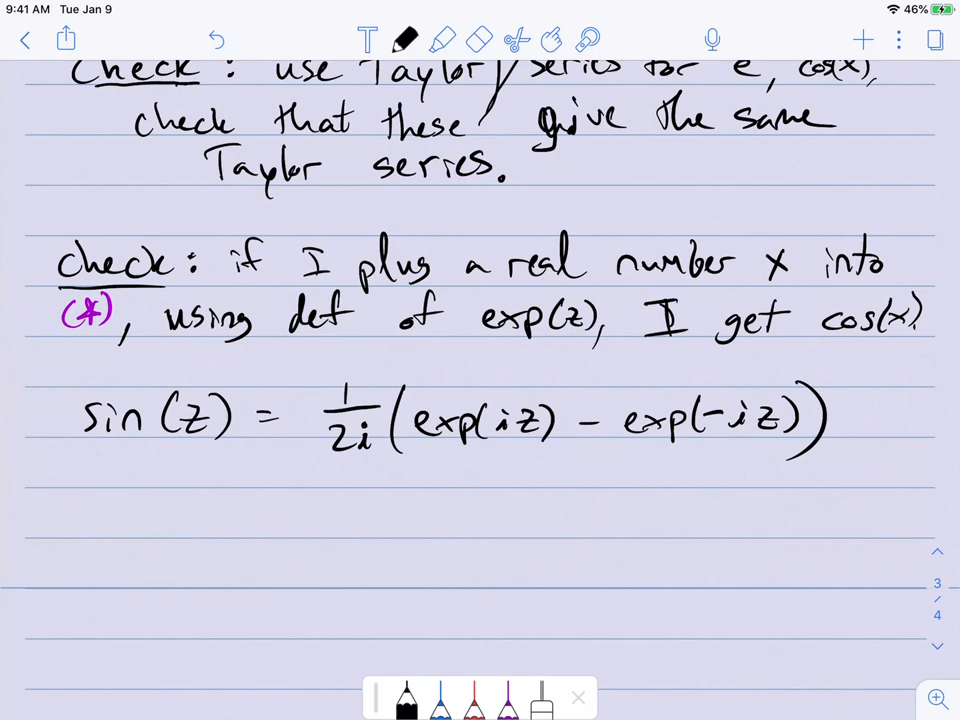 9:41 AM Tue Jan 9
46%
Check : use Taylor series for e, cos(x),
check that these give the same
Taylor series.
Check : if I plus a real number x into
(*), using def of exp(z), I get cos(x).
sin(z) = 1/2i (exp(iz) - exp(-iz))
3
/
4